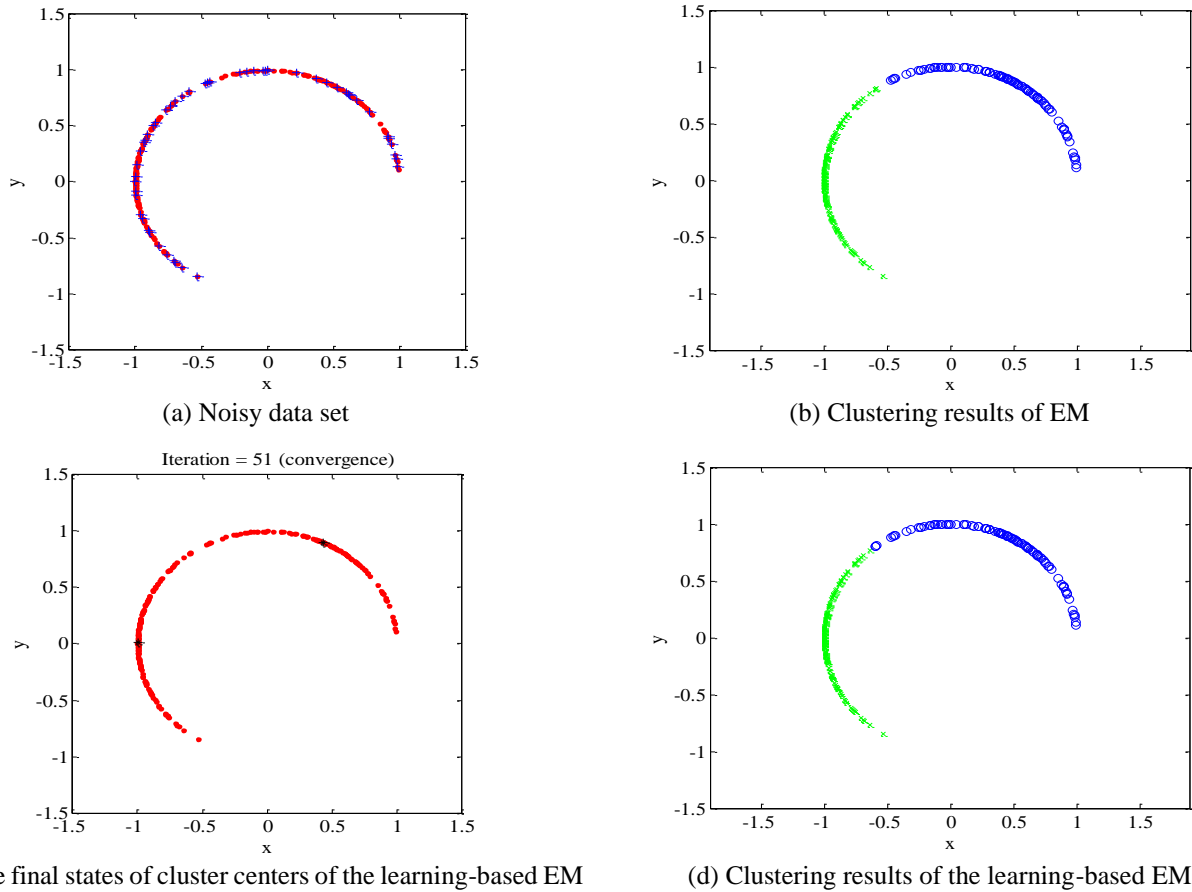 1.5
1
0.5
0
-0.5
-1
-1.5
y
-1.5 -1 -0.5 0 0.5 1 1.5
x
(a) Noisy data set
1.5
1
0.5
0
-0.5
-1
-1.5
y
-1.5 -1 -0.5 0 0.5 1 1.5
x
(b) Clustering results of EM
Iteration = 51 (convergence)
1.5
1
0.5
0
-0.5
-1
-1.5
y
-1.5 -1 -0.5 0 0.5 1 1.5
x
final states of cluster centers of the learning-based EM
1.5
1
0.5
0
-0.5
-1
-1.5
y
-1.5 -1 -0.5 0 0.5 1 1.5
x
(d) Clustering results of the learning-based EM